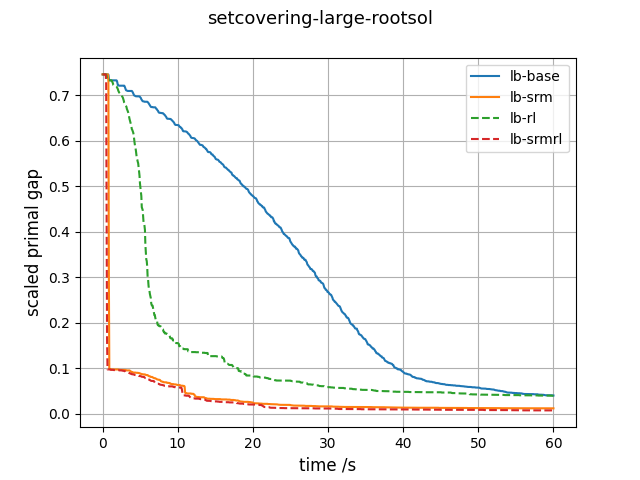 setcovering-large-rootsol
lb-base
lb-srm
lb-rl
lb-srmrl
scaled primal gap
0.7
0.6
0.5
0.4
0.3
0.2
0.1
0.0
0 10 20 30 40 50 60
time /s